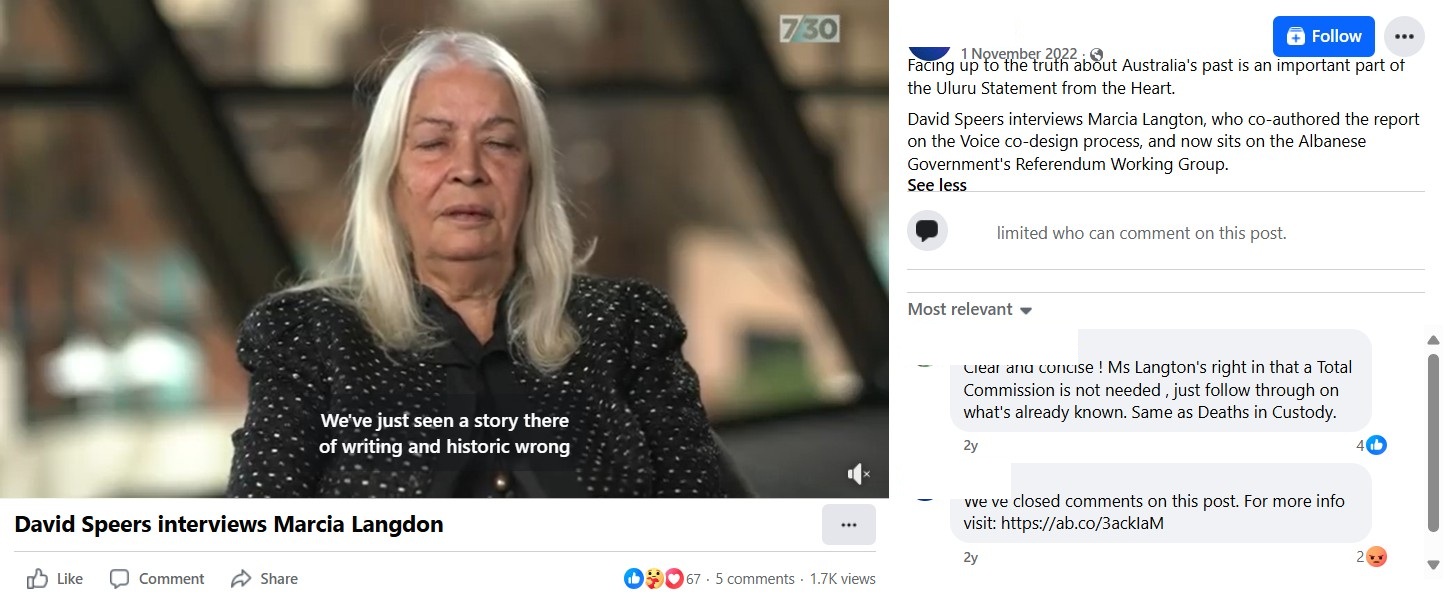 7.30
We've just seen a story there
of writing and historic wrong
David Speers interviews Marcia Langdon
Like
Comment
Share
67 · 5 comments · 1.7K views
Follow
1 November 2022 ·
Facing up to the truth about Australia's past is an important part of
the Uluru Statement from the Heart.
David Speers interviews Marcia Langton, who co-authored the report
on the Voice co-design process, and now sits on the Albanese
Government's Referendum Working Group.
See less
limited who can comment on this post.
Most relevant
Clear and concise ! Ms Langton's right in that a Total
Commission is not needed , just follow through on
what's already known. Same as Deaths in Custody.
2y
4
We've closed comments on this post. For more info
visit: https://ab.co/3ackIaM
2y
2